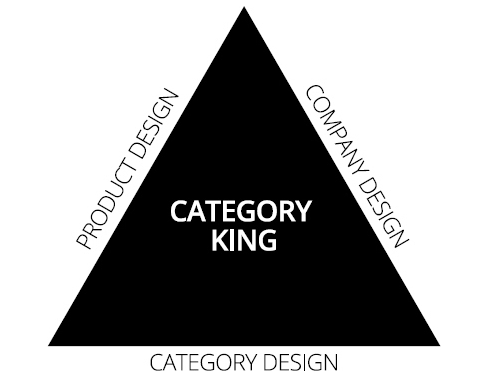 PRODUCT DESIGN
COMPANY DESIGN
CATEGORY
KING
CATEGORY DESIGN